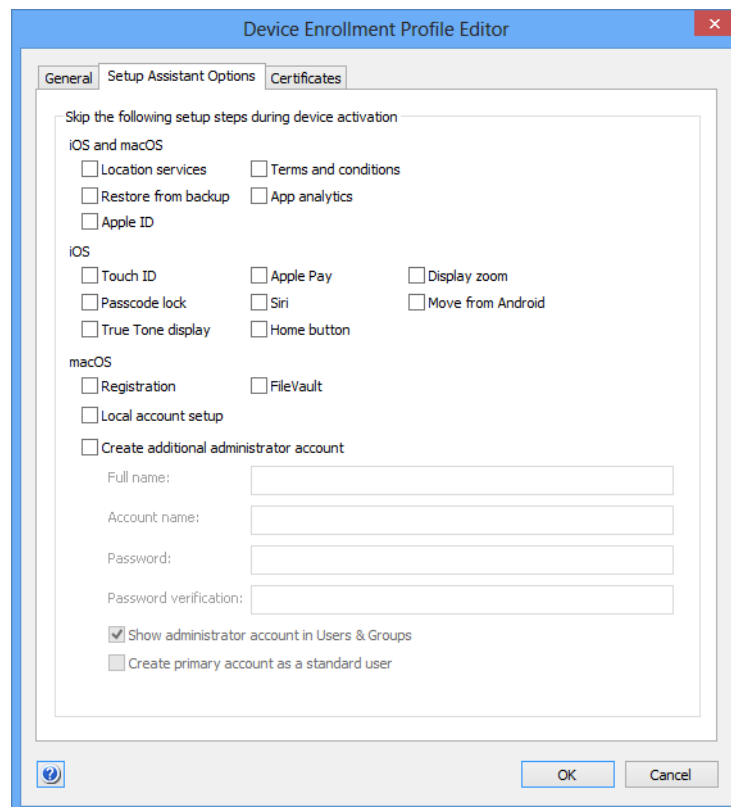 Device Enrollment Profile Editor
General Setup Assistant Options Certificates
Skip the following setup steps during device activation
iOS and macOS
Location services Terms and conditions
Restore from backup App analytics
Apple ID
iOS
Touch ID Apple Pay Display zoom
Passcode lock Siri Move from Android
True Tone display Home button
macOS
Registration FileVault
Local account setup
Create additional administrator account
Full name:
Account name:
Password:
Password verification:
Show administrator account in Users & Groups
Create primary account as a standard user
OK Cancel